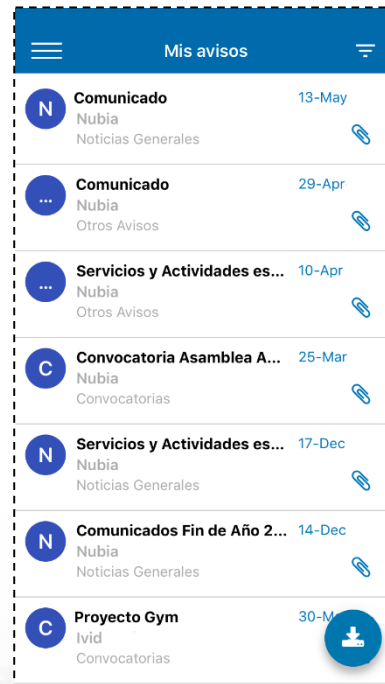 Mis avisos
N Comunicado 13-May
Nubia
Noticias Generales
... Comunicado 29-Apr
Nubia
Otros Avisos
... Servicios y Actividades es... 10-Apr
Nubia
Otros Avisos
C Convocatoria Asamblea A... 25-Mar
Nubia
Convocatorias
N Servicios y Actividades es... 17-Dec
Nubia
Noticias Generales
N Comunicados Fin de Año 2... 14-Dec
Nubia
Noticias Generales
C Proyecto Gym 30-M
Ivid
Convocatorias